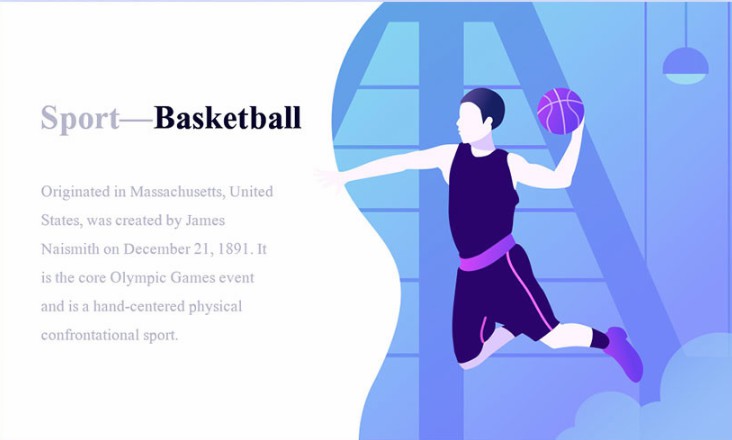 Sport—Basketball
Originated in Massachusetts, United
States, was created by James
Naismith on December 21, 1891. It
is the core Olympic Games event
and is a hand-centered physical
confrontational sport.